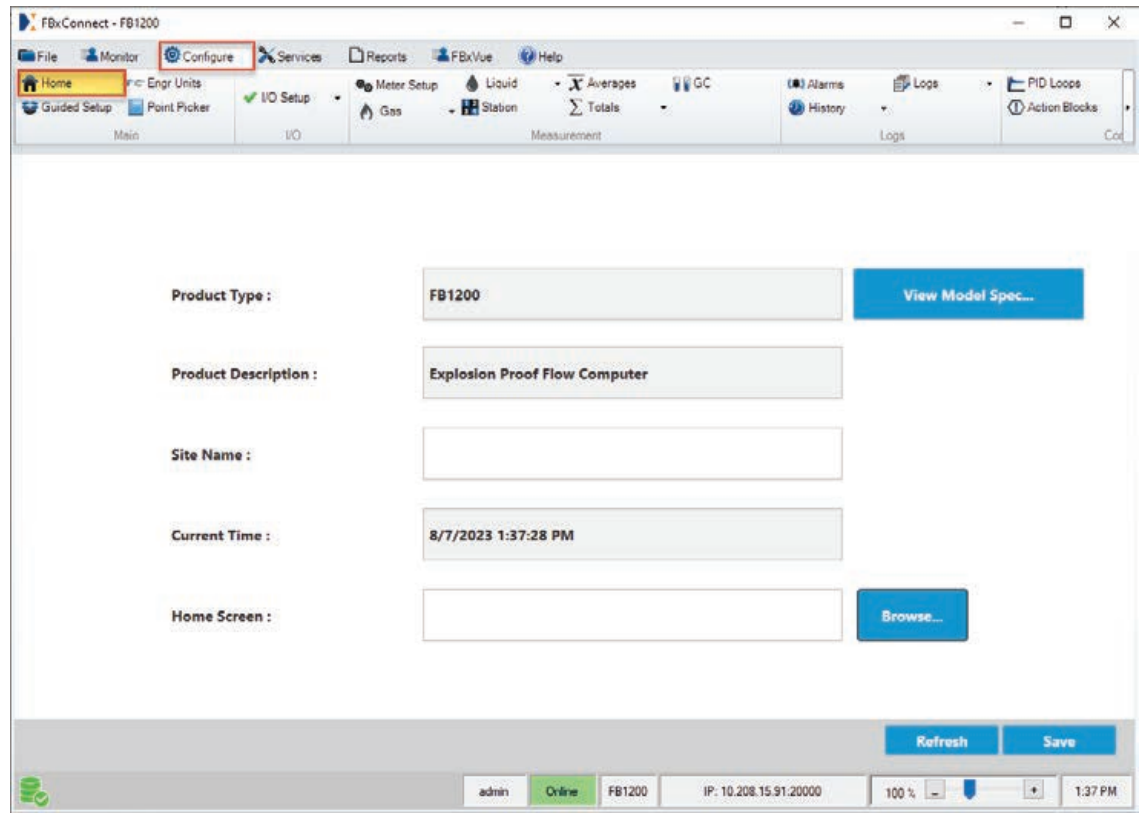 FBxConnect - FB1200
File Monitor Configure Services Reports FBxVue Help
Home Engr Units I/O Setup Meter Setup Liquid Averages GC Alarms Logs PID Loops
Guided Setup Point Picker Gas Station Totals History Action Blocks
Main I/O Measurement Logs
Product Type : FB1200 View Model Spec...
Product Description : Explosion Proof Flow Computer
Site Name :
Current Time : 8/7/2023 1:37:28 PM
Home Screen : Browse...
Refresh Save
admin Online FB1200 IP: 10.208.15.91:20000 100 % - + 1:37 PM